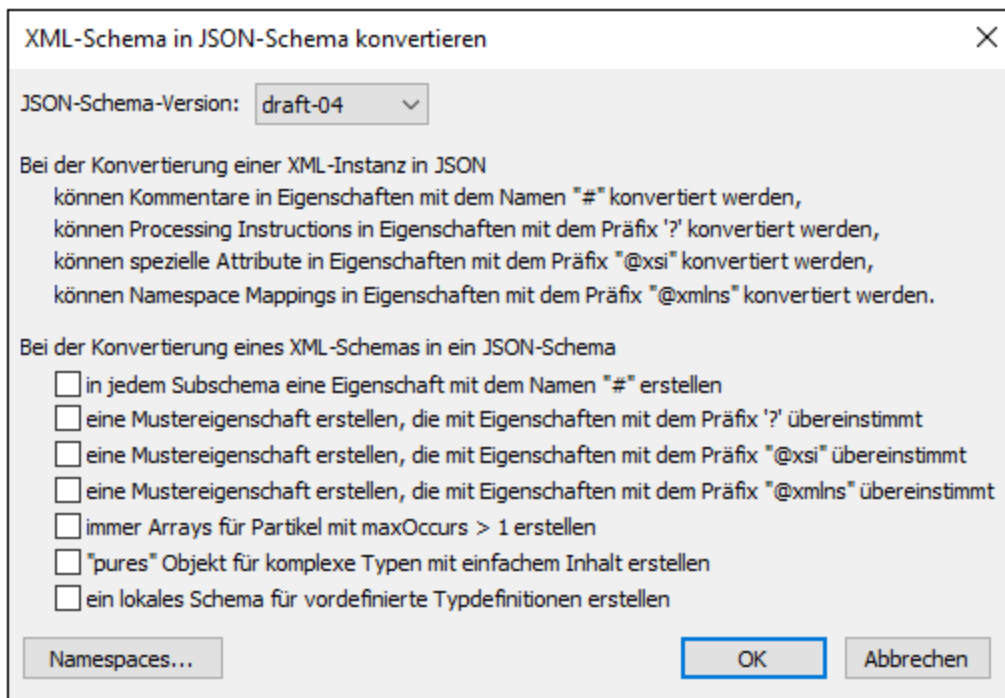 XML-Schema in JSON-Schema konvertieren
JSON-Schema-Version: draft-04
Bei der Konvertierung einer XML-Instanz in JSON
können Kommentare in Eigenschaften mit dem Namen "#" konvertiert werden,
können Processing Instructions in Eigenschaften mit dem Präfix '?' konvertiert werden,
können spezielle Attribute in Eigenschaften mit dem Präfix "@xsi" konvertiert werden,
können Namespace Mappings in Eigenschaften mit dem Präfix "@xmlns" konvertiert werden.
Bei der Konvertierung eines XML-Schemas in ein JSON-Schema
in jedem Subschema eine Eigenschaft mit dem Namen "#" erstellen
eine Mustereigenschaft erstellen, die mit Eigenschaften mit dem Präfix '?' übereinstimmt
eine Mustereigenschaft erstellen, die mit Eigenschaften mit dem Präfix "@xsi" übereinstimmt
eine Mustereigenschaft erstellen, die mit Eigenschaften mit dem Präfix "@xmlns" übereinstimmt
immer Arrays für Partikel mit maxOccurs > 1 erstellen
"pures" Objekt für komplexe Typen mit einfachem Inhalt erstellen
ein lokales Schema für vordefinierte Typdefinitionen erstellen
Namespaces... OK Abbrechen